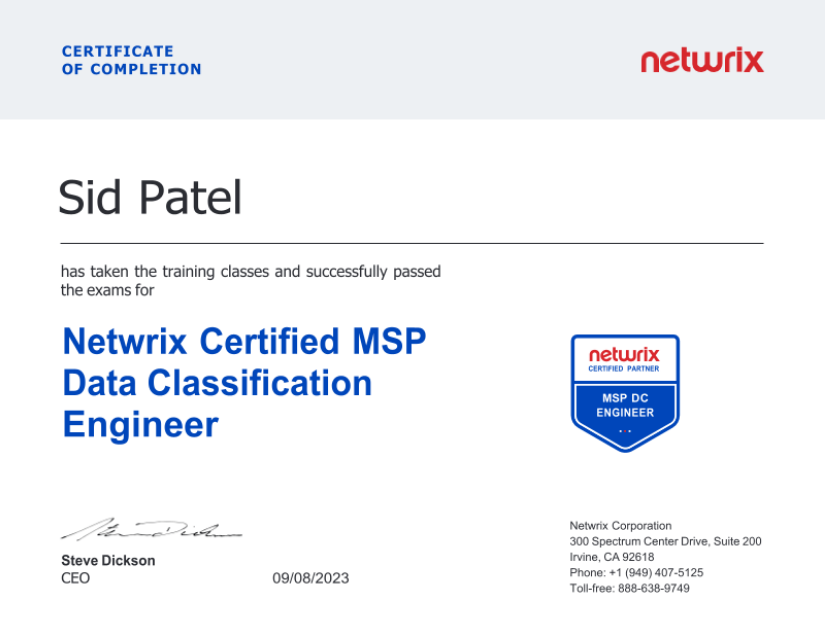 CERTIFICATE
OF COMPLETION
netwrix
Sid Patel
has taken the training classes and successfully passed
the exams for
Netwrix Certified MSP
Data Classification
Engineer
netwrix
CERTIFIED PARTNER
MSP DC
ENGINEER
Steve Dickson
CEO
09/08/2023
Netwrix Corporation
300 Spectrum Center Drive, Suite 200
Irvine, CA 92618
Phone: +1 (949) 407-5125
Toll-free: 888-638-9749